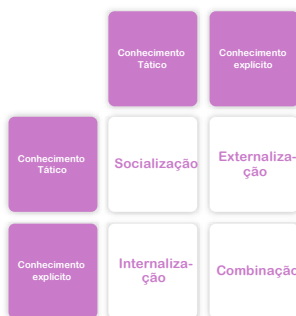 Conhecimento
Tático
Conhecimento
explícito
Conhecimento
Tático
Socialização
Externaliza-
ção
Conhecimento
explícito
Internaliza-
ção
Combinação